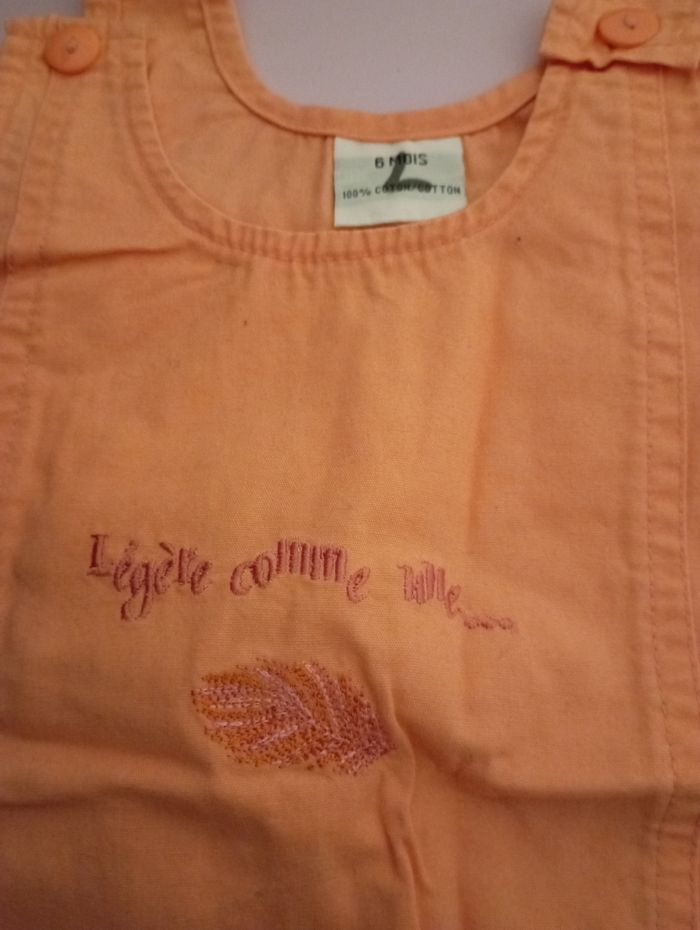 6 MOIS
100% COTON/COTTON
Légère comme une...